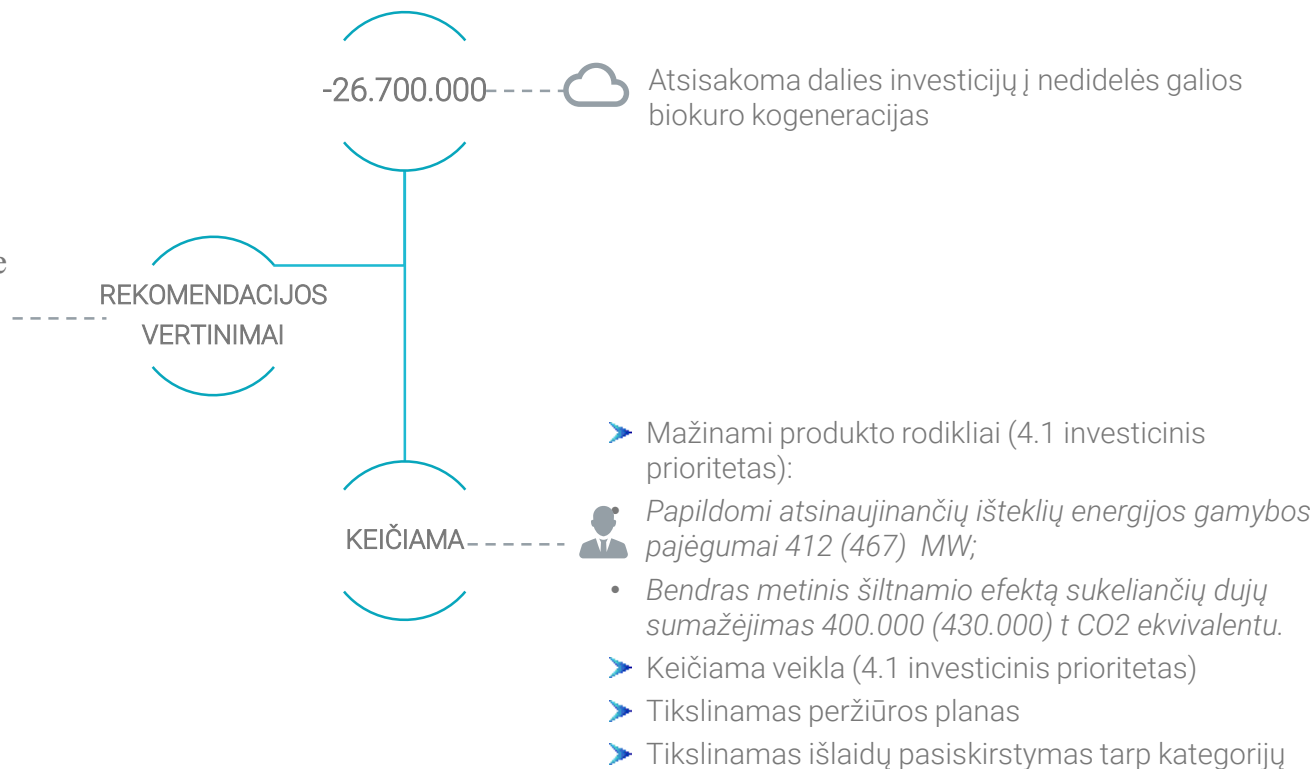 -26.700.000
Atsisakoma dalies investicijų į nedidelės galios
biokuro kogeneracijas
e
REKOMENDACIJOS
VERTINIMAI
KEIČIAMA
Mažinami produkto rodikliai (4.1 investicinis
prioritetas):
• Papildomi atsinaujinančių išteklių energijos gamybos
pajėgumai 412 (467) MW;
• Bendras metinis šiltnamio efektą sukeliančių dujų
sumažėjimas 400.000 (430.000) t CO2 ekvivalentu.
Keičiama veikla (4.1 investicinis prioritetas)
Tikslinamas peržiūros planas
Tikslinamas išlaidų pasiskirstymas tarp kategorijų